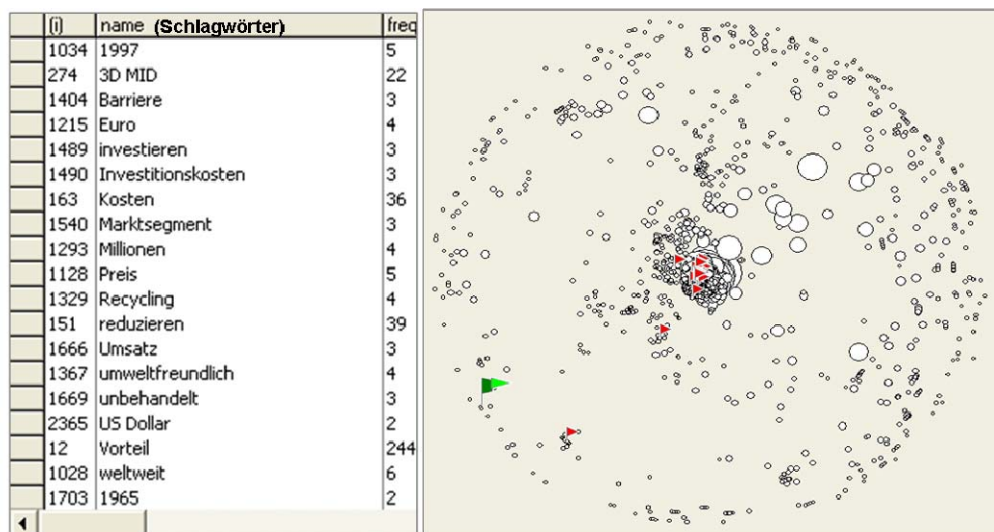 (i) name (Schlagwörter) freq
1034 1997 5
274 3D MID 22
1404 Barriere 3
1215 Euro 4
1489 investieren 3
1490 Investitionskosten 3
163 Kosten 36
1540 Marktsegment 3
1293 Millionen 4
1128 Preis 5
1329 Recycling 4
151 reduzieren 39
1666 Umsatz 3
1367 umweltfreundlich 4
1669 unbehandelt 3
2365 US Dollar 2
12 Vorteil 244
1028 weltweit 6
1703 1965 2